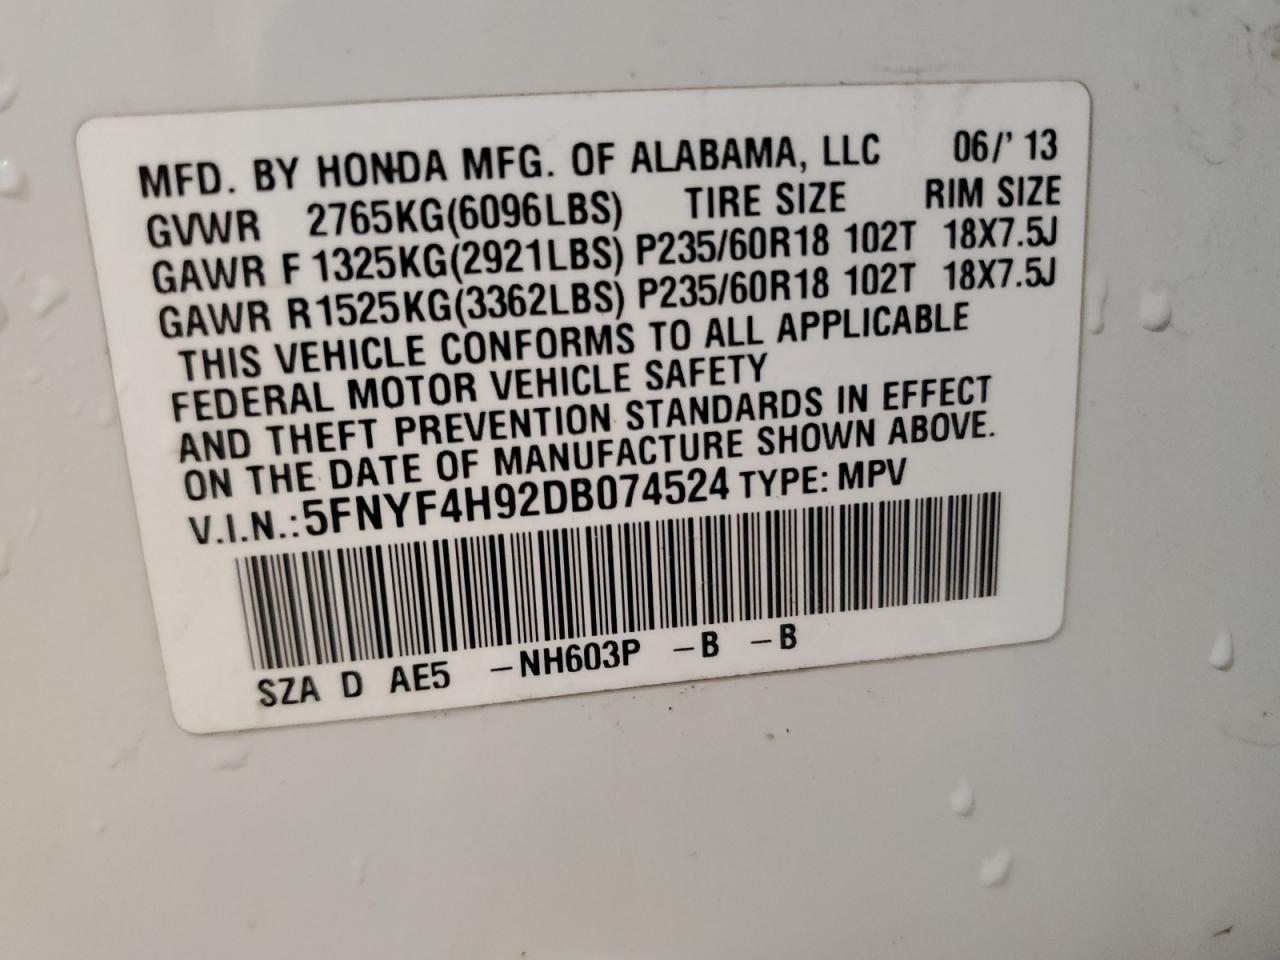 MFD. BY HONDA MFG. OF ALABAMA, LLC 06/'13
GVWR 2765KG(6096LBS) TIRE SIZE RIM SIZE
GAWR F 1325KG(2921LBS) P235/60R18 102T 18X7.5J
GAWR R1525KG(3362LBS) P235/60R18 102T 18X7.5J
THIS VEHICLE CONFORMS TO ALL APPLICABLE
FEDERAL MOTOR VEHICLE SAFETY
AND THEFT PREVENTION STANDARDS IN EFFECT
ON THE DATE OF MANUFACTURE SHOWN ABOVE.
V.I.N.:5FNYF4H92DB074524 TYPE: MPV
SZA D AE5 -NH603P -B -B